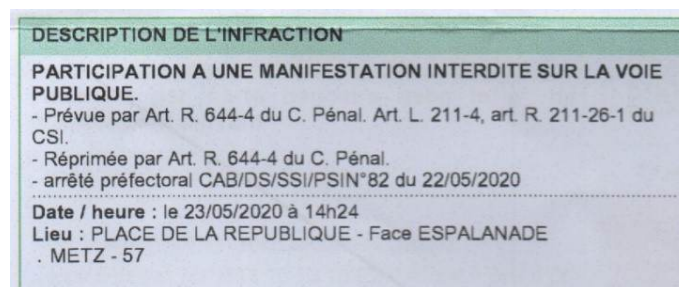 DESCRIPTION DE L'INFRACTION
PARTICIPATION A UNE MANIFESTATION INTERDITE SUR LA VOIE
PUBLIQUE.
- Prévue par Art. R. 644-4 du C. Pénal. Art. L. 211-4, art. R. 211-26-1 du
CSI.
- Réprimée par Art. R. 644-4 du C. Pénal.
- arrêté préfectoral CAB/DS/SSI/PSIN°82 du 22/05/2020
Date / heure : le 23/05/2020 à 14h24
Lieu : PLACE DE LA REPUBLIQUE - Face ESPALANADE
. METZ - 57